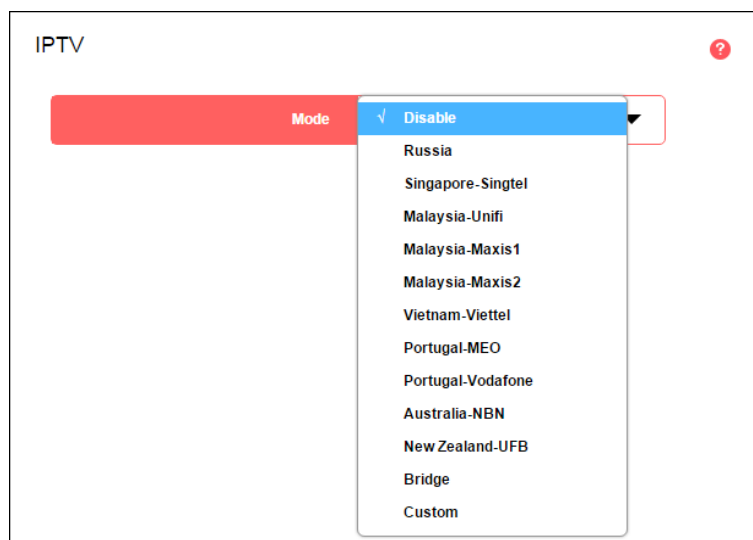 IPTV
?
Mode
√ Disable
Russia
Singapore-Singtel
Malaysia-Unifi
Malaysia-Maxis1
Malaysia-Maxis2
Vietnam-Viettel
Portugal-MEO
Portugal-Vodafone
Australia-NBN
New Zealand-UFB
Bridge
Custom